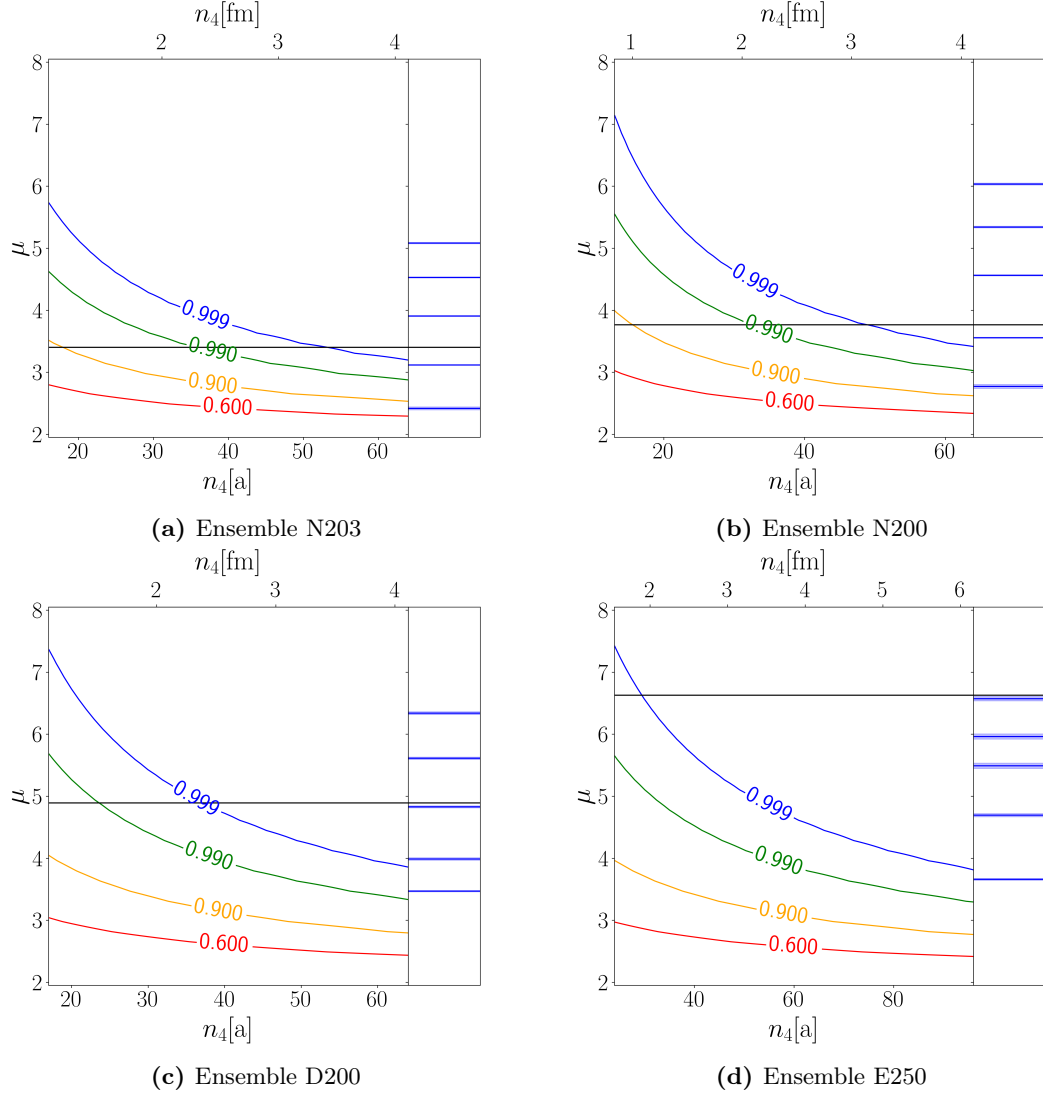 n₄[fm]
2 3 4
8
7
6
5
μ
4
3
2
0.999
0.990
0.900
0.600
20 30 40 50 60
n₄[a]
(a) Ensemble N203
n₄[fm]
1 2 3 4
8
7
6
5
μ
4
3
2
0.999
0.990
0.900
0.600
20 40 60
n₄[a]
(b) Ensemble N200
n₄[fm]
2 3 4
8
7
6
5
μ
4
3
2
0.999
0.990
0.900
0.600
20 30 40 50 60
n₄[a]
(c) Ensemble D200
n₄[fm]
2 3 4 5 6
8
7
6
5
μ
4
3
2
0.999
0.990
0.900
0.600
40 60 80
n₄[a]
(d) Ensemble E250